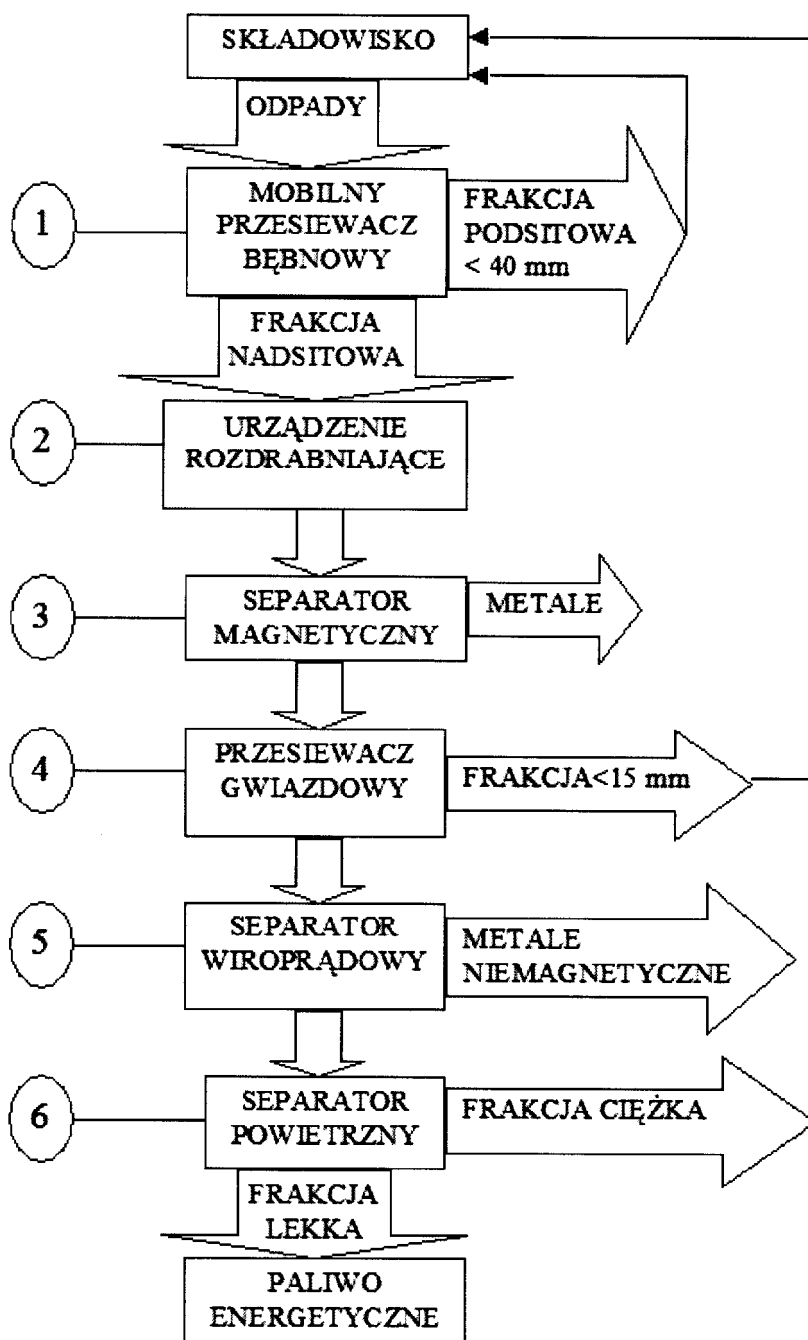 SKŁADOWISKO
ODPADY
1
MOBILNY
PRZESIEWACZ
BĘBNOWY
FRAKCJA
PODSITOWA
< 40 mm
FRAKCJA
NADSITOWA
2
URZĄDZENIE
ROZDRABNIAJĄCE
3
SEPARATOR
MAGNETYCZNY
METALE
4
PRZESIEWACZ
GWIAZDOWY
FRAKCJA<15 mm
5
SEPARATOR
WIROPRĄDOWY
METALE
NIEMAGNETYCZNE
6
SEPARATOR
POWIETRZNY
FRAKCJA CIĘŻKA
FRAKCJA
LEKKA
PALIWO
ENERGETYCZNE